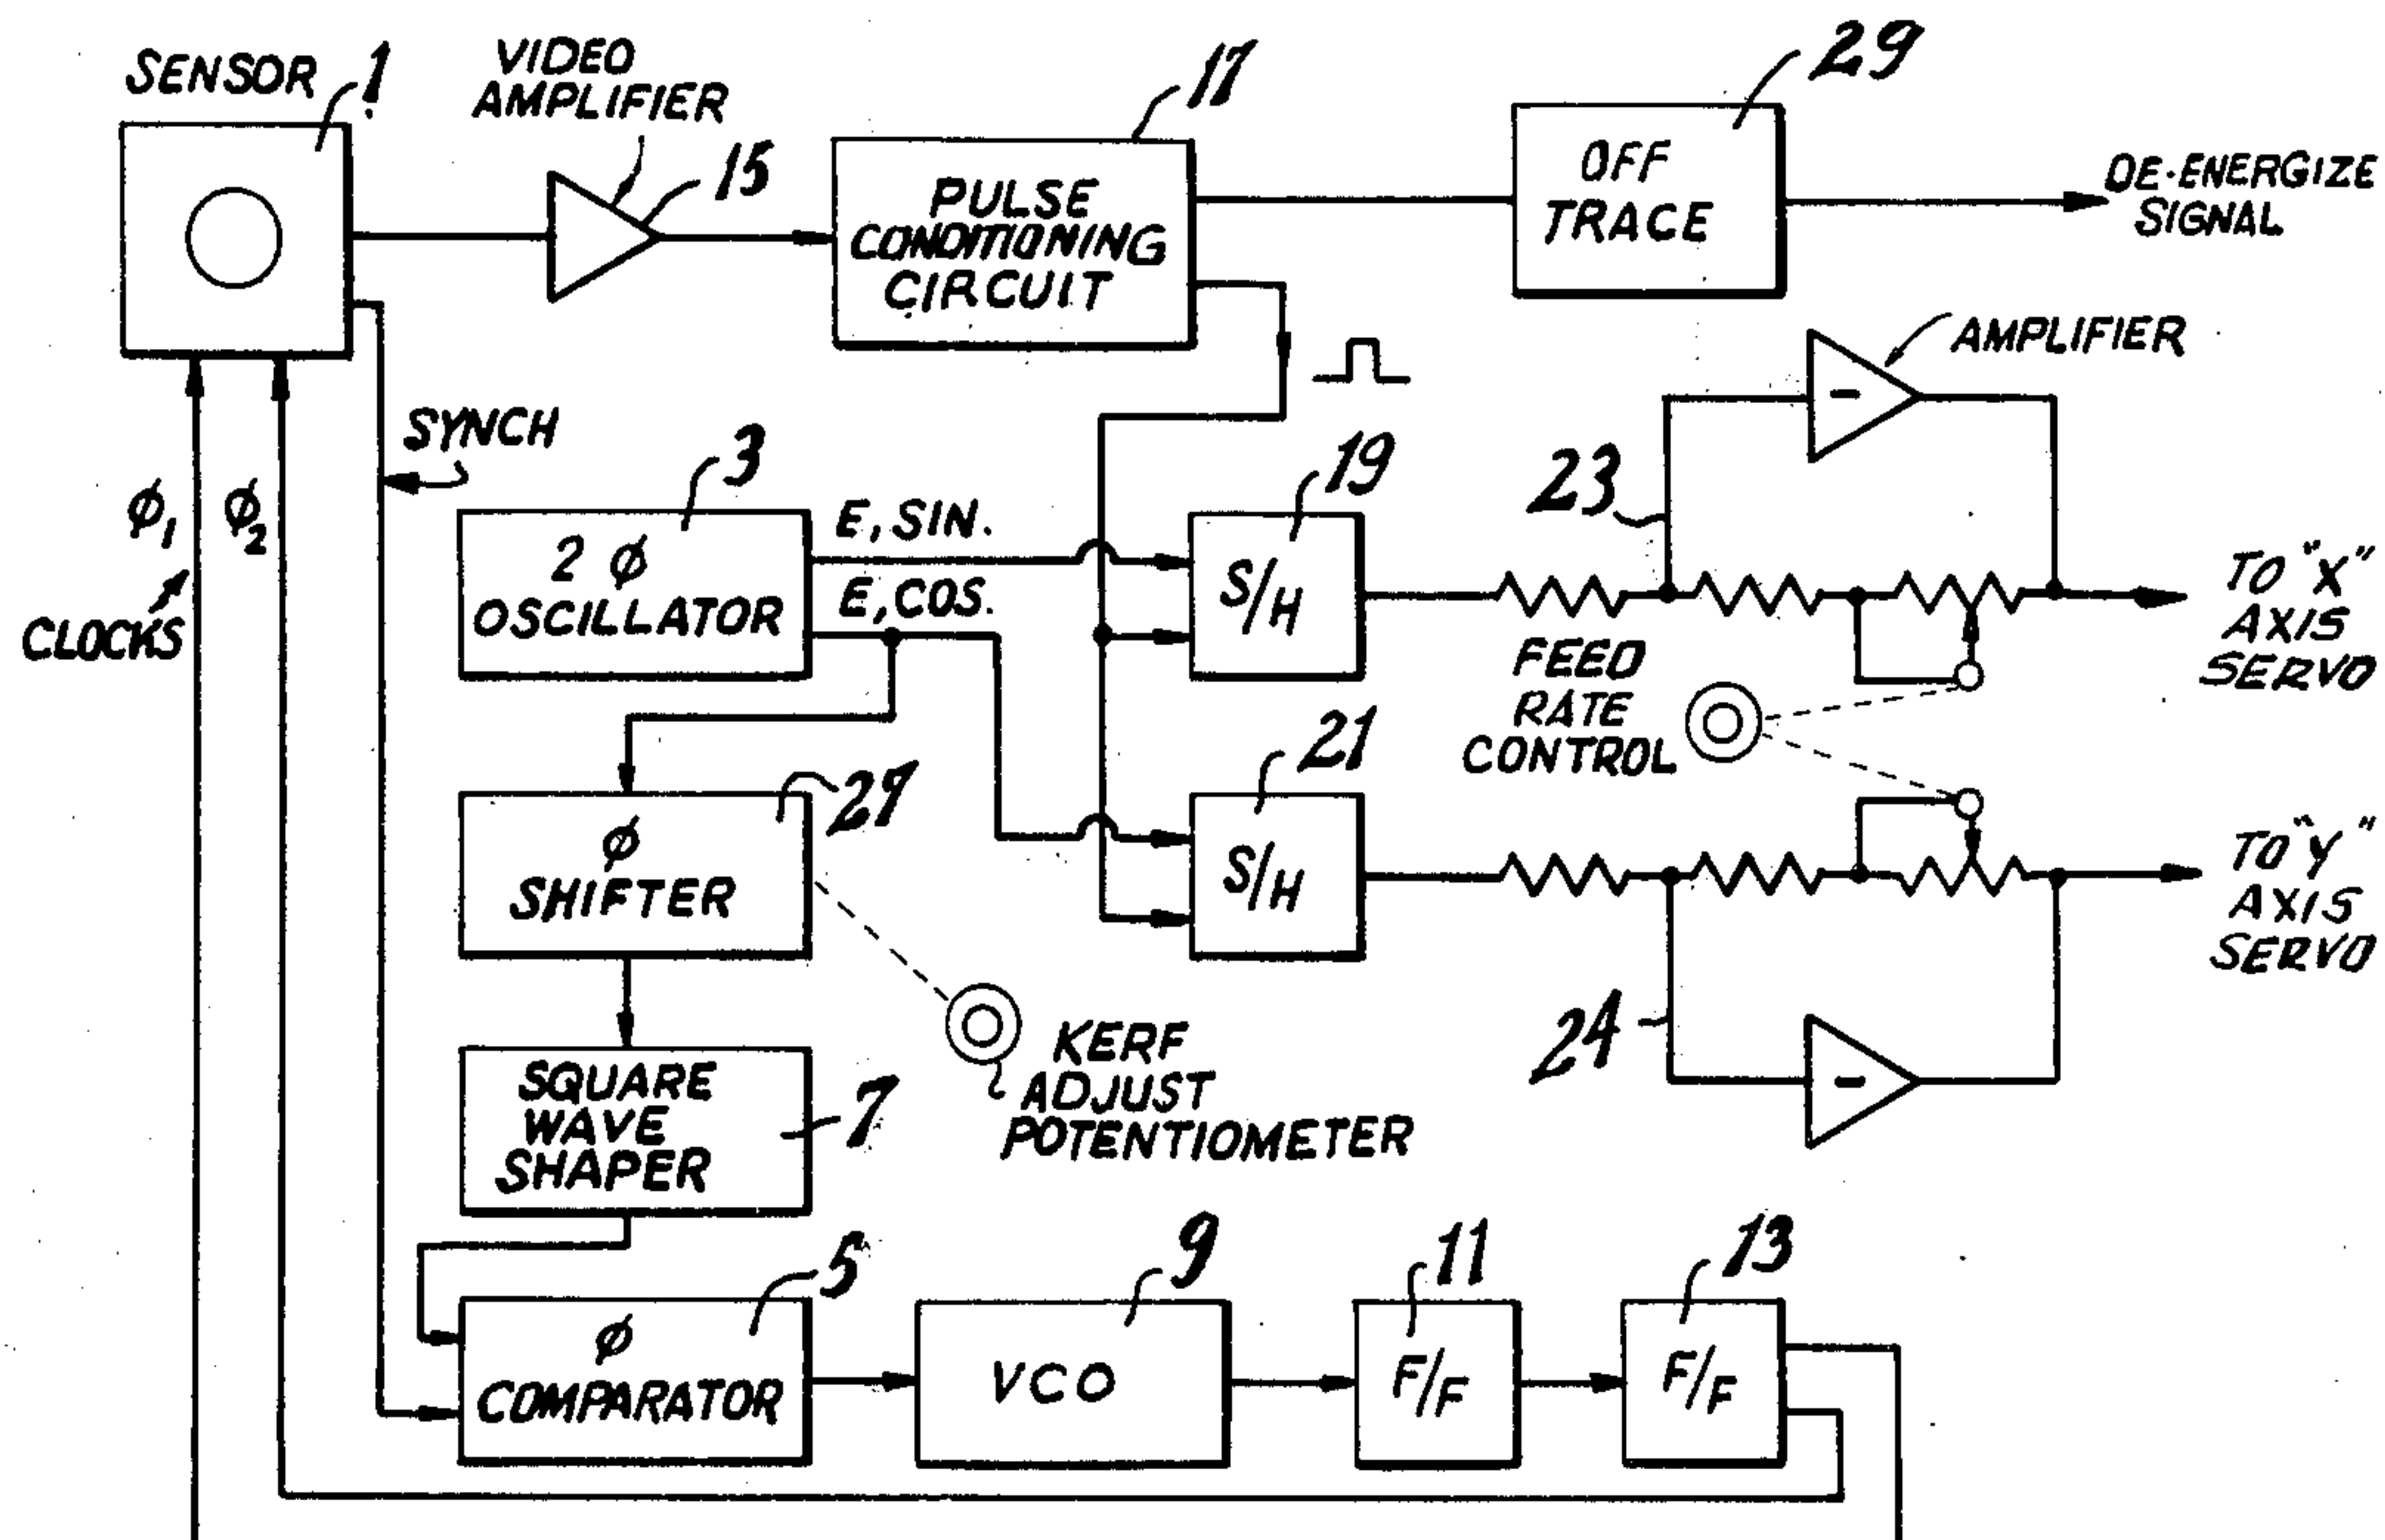 SENSOR
1
VIDEO
AMPLIFIER
15
17
PULSE
CONDITIONING
CIRCUIT
29
OFF
TRACE
DE-ENERGIZE
SIGNAL
AMPLIFIER
-
SYNCH
ϕ1
ϕ2
CLOCKS
3
2 ϕ
OSCILLATOR
E, SIN.
E, COS.
19
S/H
23
TO "X"
AXIS
SERVO
FEED
RATE
CONTROL
21
S/H
27
ϕ
SHIFTER
TO "Y"
AXIS
SERVO
24
-
KERF
ADJUST
POTENTIOMETER
SQUARE
WAVE
SHAPER
7
5
ϕ
COMPARATOR
9
VCO
11
F/F
13
F/F